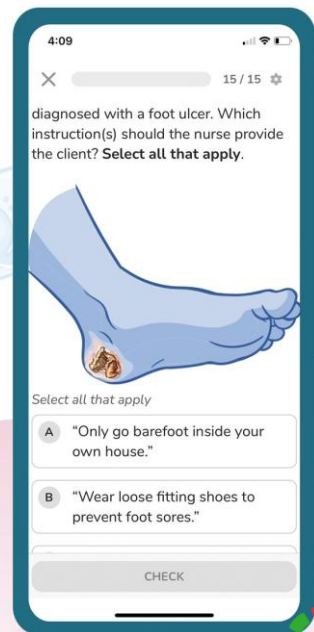 4:09
15 / 15
diagnosed with a foot ulcer. Which
instruction(s) should the nurse provide
the client? Select all that apply.
Select all that apply
A "Only go barefoot inside your
own house."
B "Wear loose fitting shoes to
prevent foot sores."
CHECK